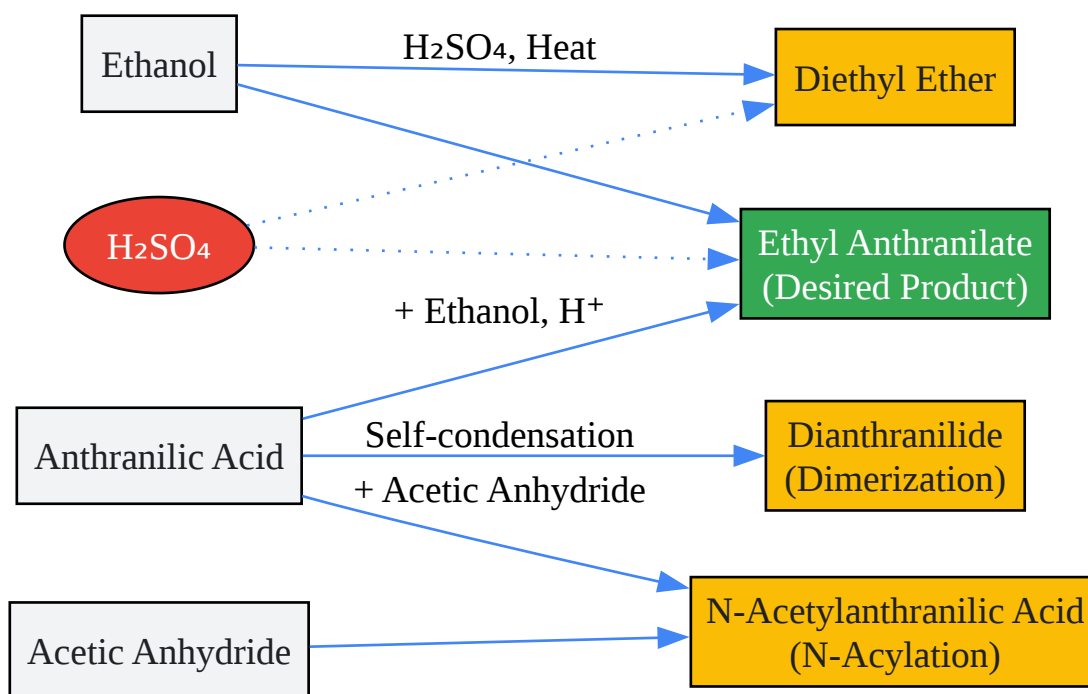 Ethanol
H₂SO₄, Heat
Diethyl Ether
H₂SO₄
Ethyl Anthranilate
(Desired Product)
+ Ethanol, H⁺
Anthranilic Acid
Self-condensation
Dianthranilide
(Dimerization)
+ Acetic Anhydride
Acetic Anhydride
N-Acetylanthranilic Acid
(N-Acylation)